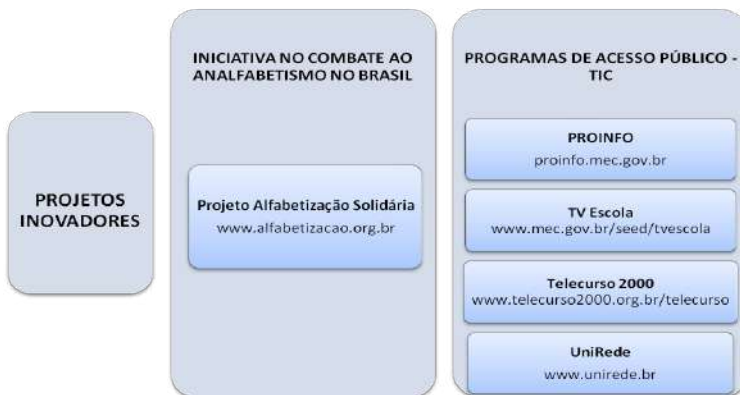 PROJETOS
INOVADORES
INICIATIVA NO COMBATE AO
ANALFABETISMO NO BRASIL
Projeto Alfabetização Solidária
www.alfabetizacao.org.br
PROGRAMAS DE ACESSO PÚBLICO -
TIC
PROINFO
proinfo.mec.gov.br
TV Escola
www.mec.gov.br/seed/tvescola
Telecurso 2000
www.telecurso2000.org.br/telecurso
UniRede
www.unirede.br